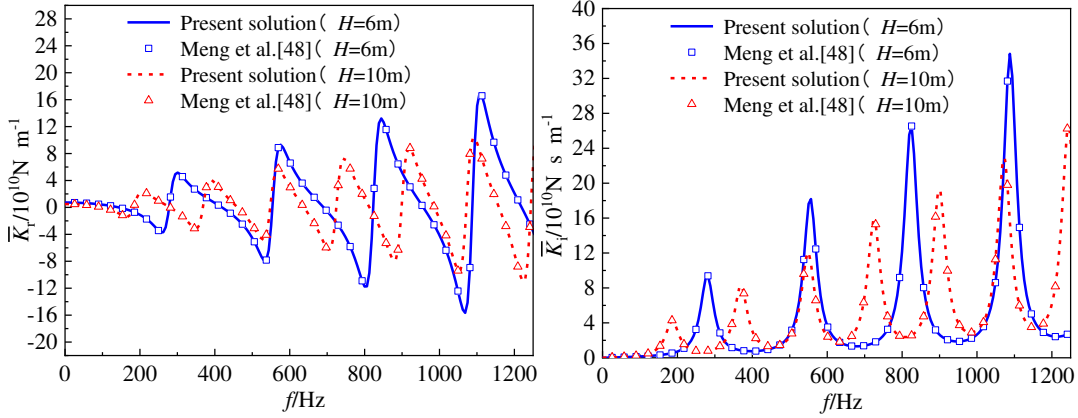 Present solution( H=6m)
Meng et al.[48]( H=6m)
Present solution( H=10m)
Meng et al.[48]( H=10m)
28
24
20
16
12
8
4
0
-4
-8
-12
-16
-20
K̅r/10¹⁰N m⁻¹
0 200 400 600 800 1000 1200
f/Hz
Present solution( H=6m)
Meng et al.[48]( H=6m)
Present solution( H=10m)
Meng et al.[48]( H=10m)
40
36
32
28
24
20
16
12
8
4
0
K̅i/10¹⁰N s m⁻¹
0 200 400 600 800 1000 1200
f/Hz